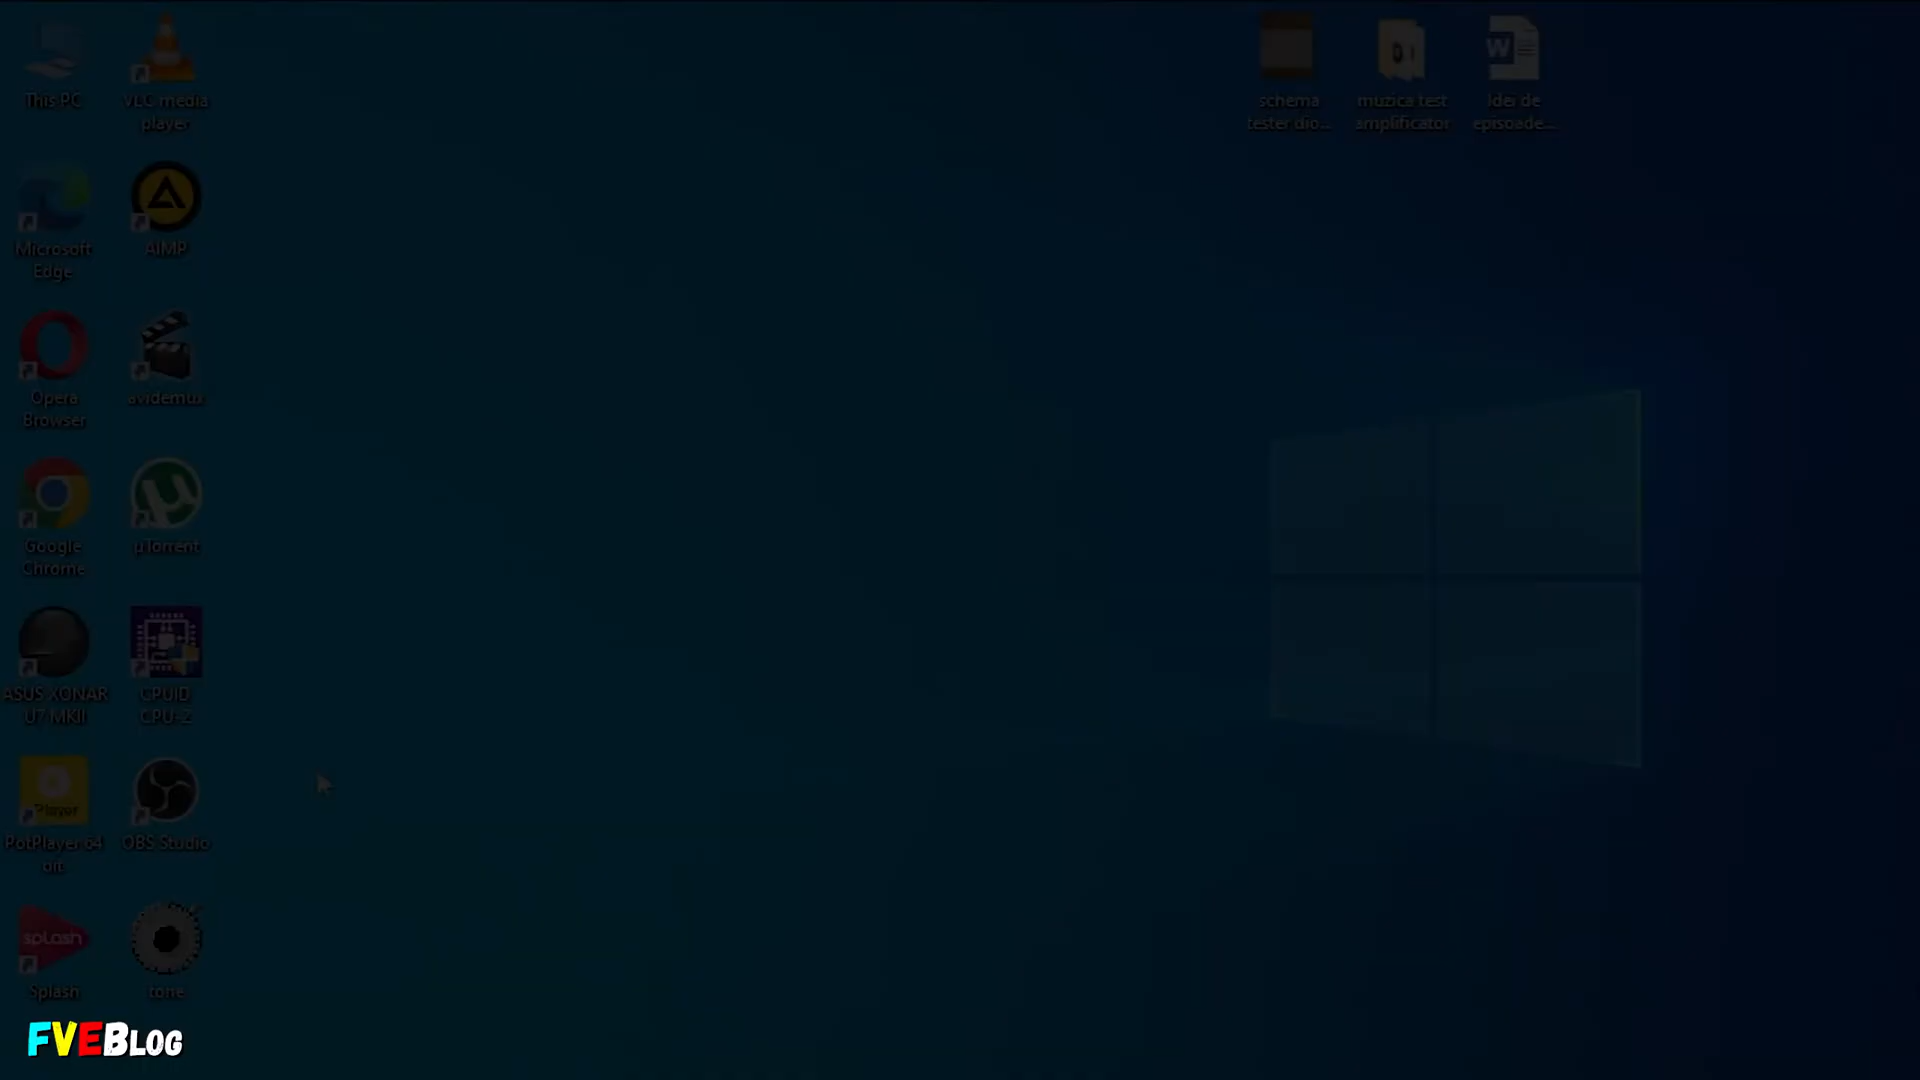 This PC
VLC media
player
schema
tester dio...
muzica test
amplificator
W
Idei de
episoade...
Microsoft
Edge
AIMP
Opera
Browser
avidemux
Google
Chrome
µ
µTorrent
ASUS XONAR
U7 MKII
CPUID
CPU-Z
Player
PotPlayer 64
bit
OBS Studio
splash
Splash
tone
FVEBLOG